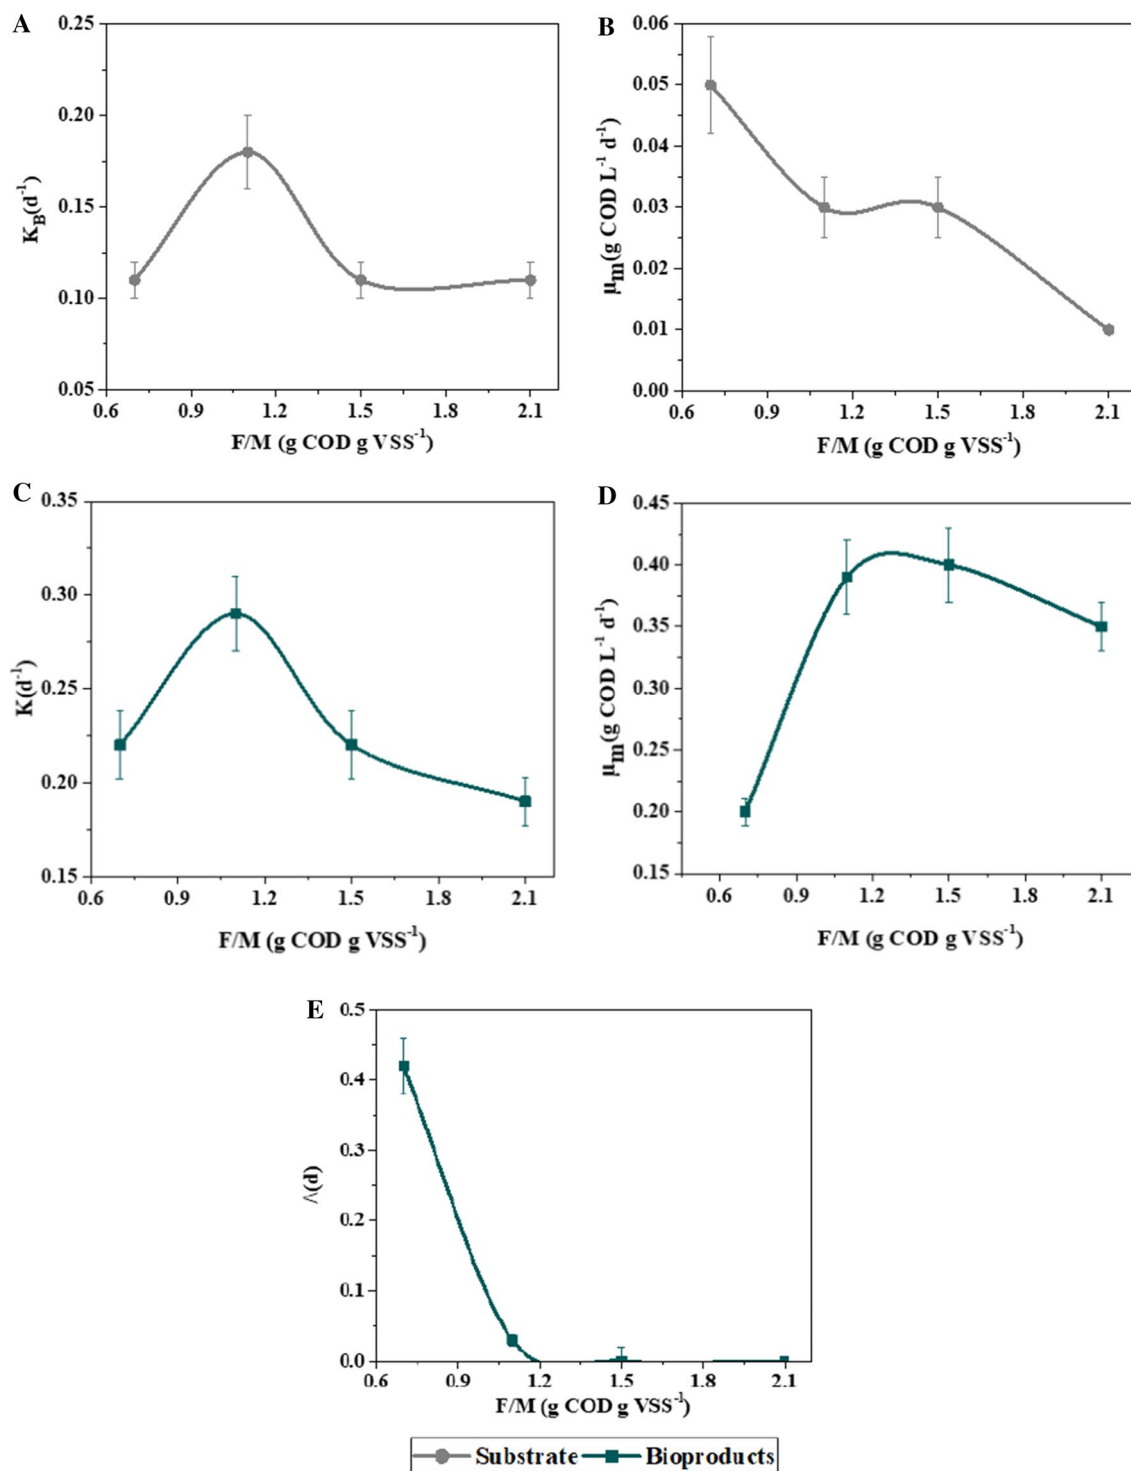 A
0.25
0.20
0.15
0.10
0.05
K_B(d^-1)
0.6 0.9 1.2 1.5 1.8 2.1
F/M (g COD g VSS^-1)
B
0.06
0.05
0.04
0.03
0.02
0.01
0.00
μ_m(g COD L^-1 d^-1)
0.6 0.9 1.2 1.5 1.8 2.1
F/M (g COD g VSS^-1)
C
0.35
0.30
0.25
0.20
0.15
K(d^-1)
0.6 0.9 1.2 1.5 1.8 2.1
F/M (g COD g VSS^-1)
D
0.45
0.40
0.35
0.30
0.25
0.20
0.15
μ_m(g COD L^-1 d^-1)
0.6 0.9 1.2 1.5 1.8 2.1
F/M (g COD g VSS^-1)
E
0.5
0.4
0.3
0.2
0.1
0.0
(d)
0.6 0.9 1.2 1.5 1.8 2.1
F/M (g COD g VSS^-1)
Substrate Bioproducts